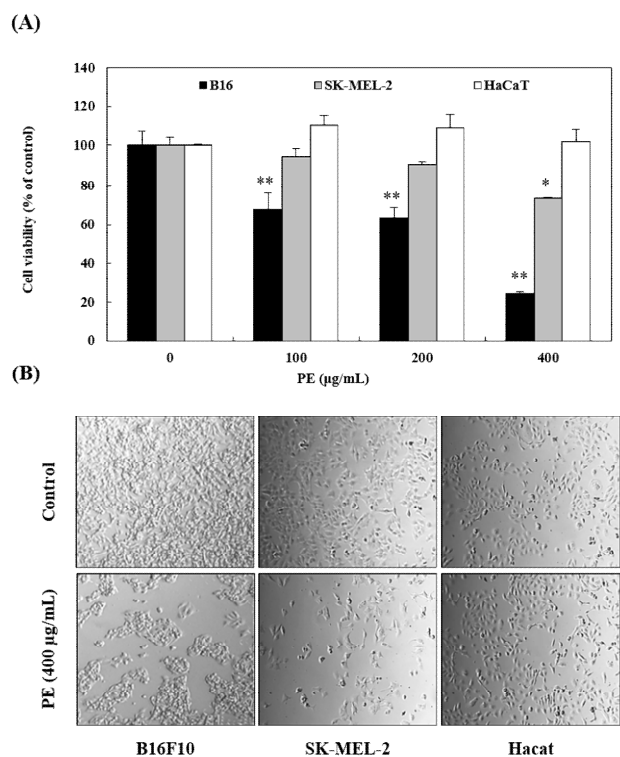 (A)
140
B16 SK-MEL-2 HaCaT
120
100
80
60
40
20
0
Cell viability (% of control)
** ** ** *
0 100 200 400
PE (μg/mL)
(B)
Control
PE (400 μg/mL)
B16F10 SK-MEL-2 Hacat